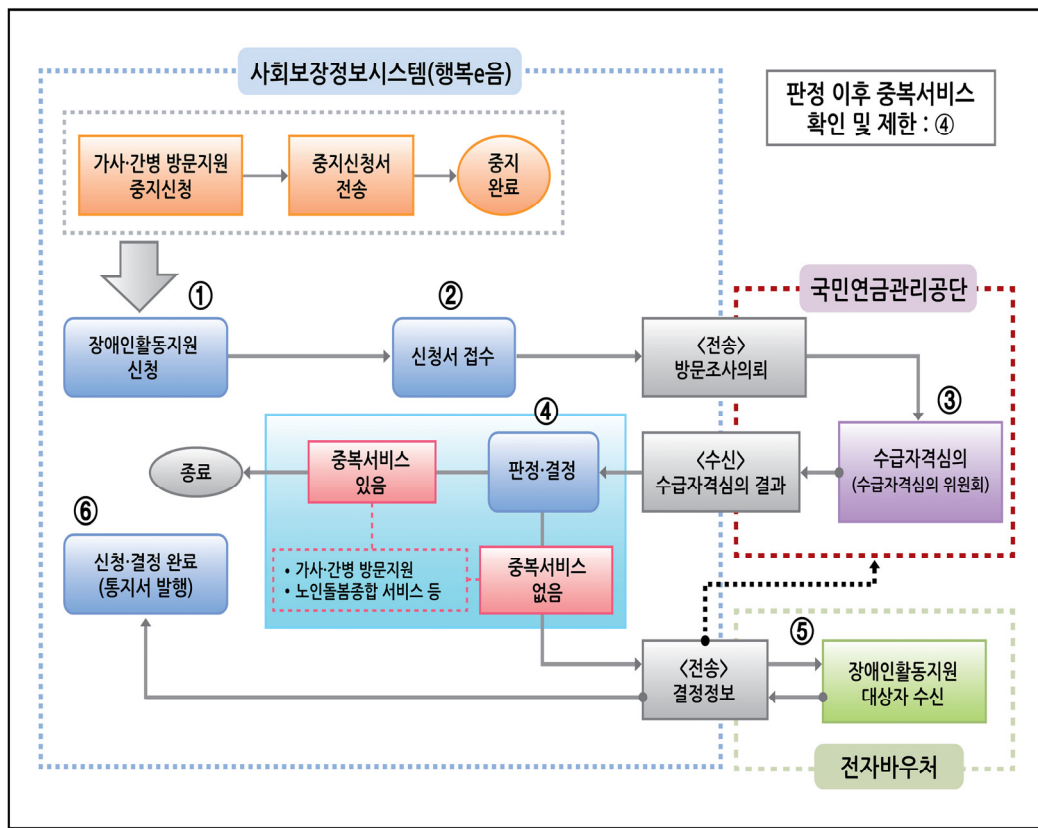 사회보장정보시스템(행복e음)
판정 이후 중복서비스
확인 및 제한 : ④
가사·간병 방문지원
중지신청
중지신청서
전송
중지
완료
국민연금관리공단
①
장애인활동지원
신청
②
신청서 접수
〈전송〉
방문조사의뢰
③
수급자격심의
(수급자격심의 위원회)
〈수신〉
수급자격심의 결과
④
판정·결정
중복서비스
있음
종료
• 가사·간병 방문지원
• 노인돌봄종합 서비스 등
중복서비스
없음
⑥
신청·결정 완료
(통지서 발행)
〈전송〉
결정정보
⑤
장애인활동지원
대상자 수신
전자바우처